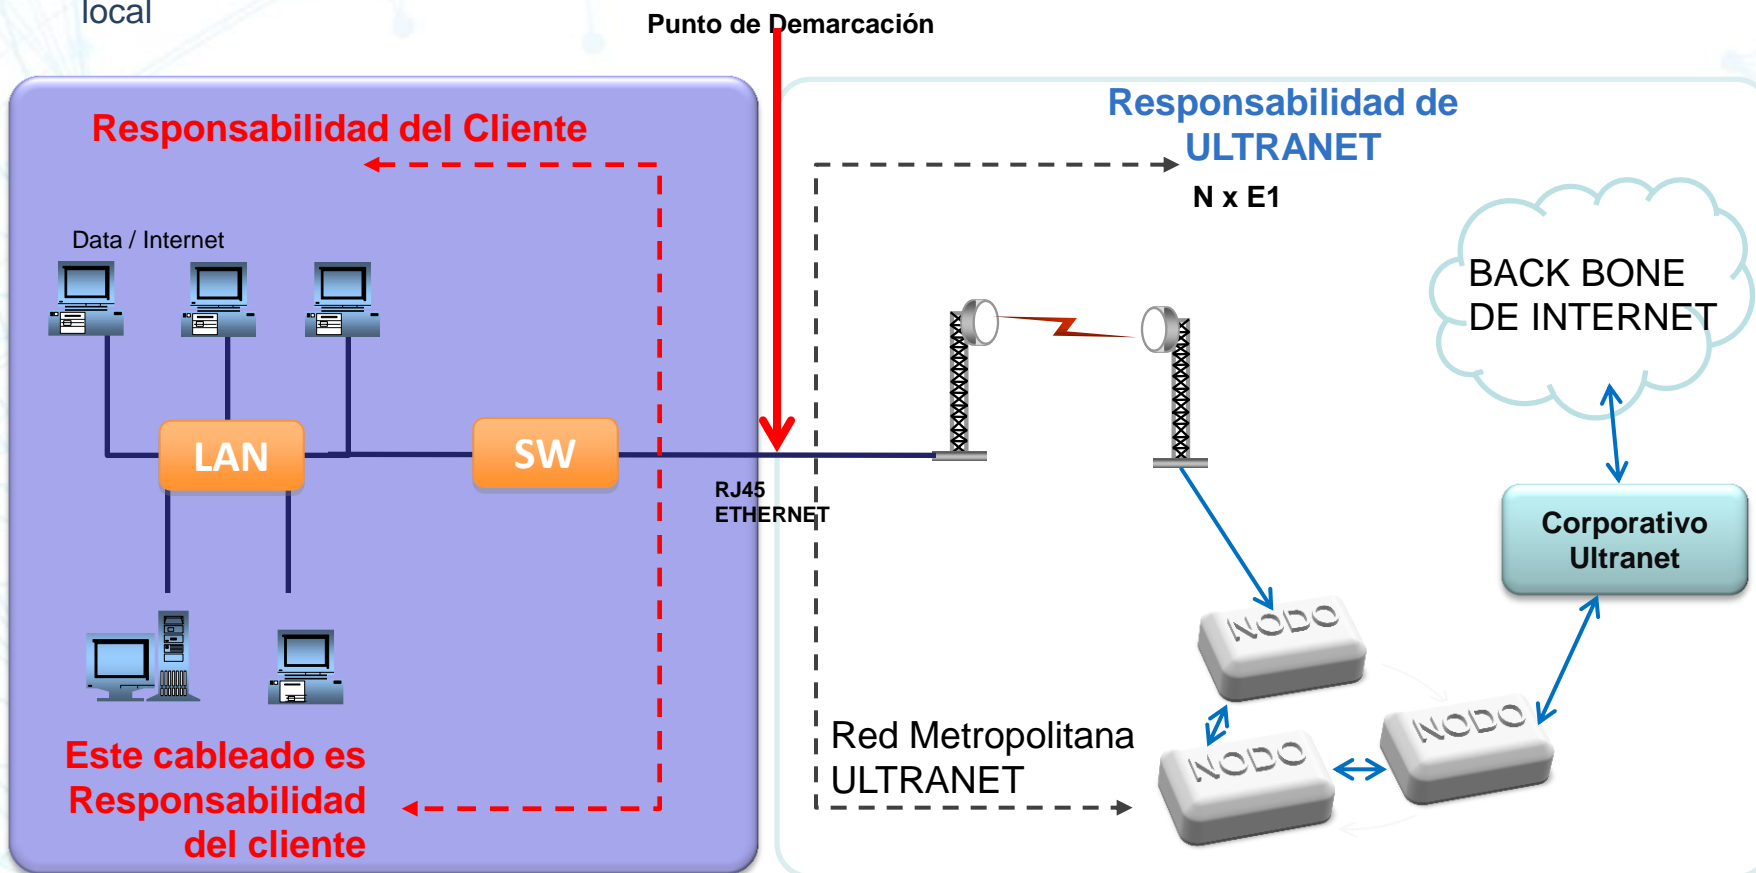 local
Punto de Demarcación
Responsabilidad del Cliente
Responsabilidad de
ULTRANET
N x E1
Data / Internet
BACK BONE
DE INTERNET
LAN
SW
RJ45
ETHERNET
Corporativo
Ultranet
NODO
NODO
NODO
Red Metropolitana
ULTRANET
Este cableado es
Responsabilidad
del cliente